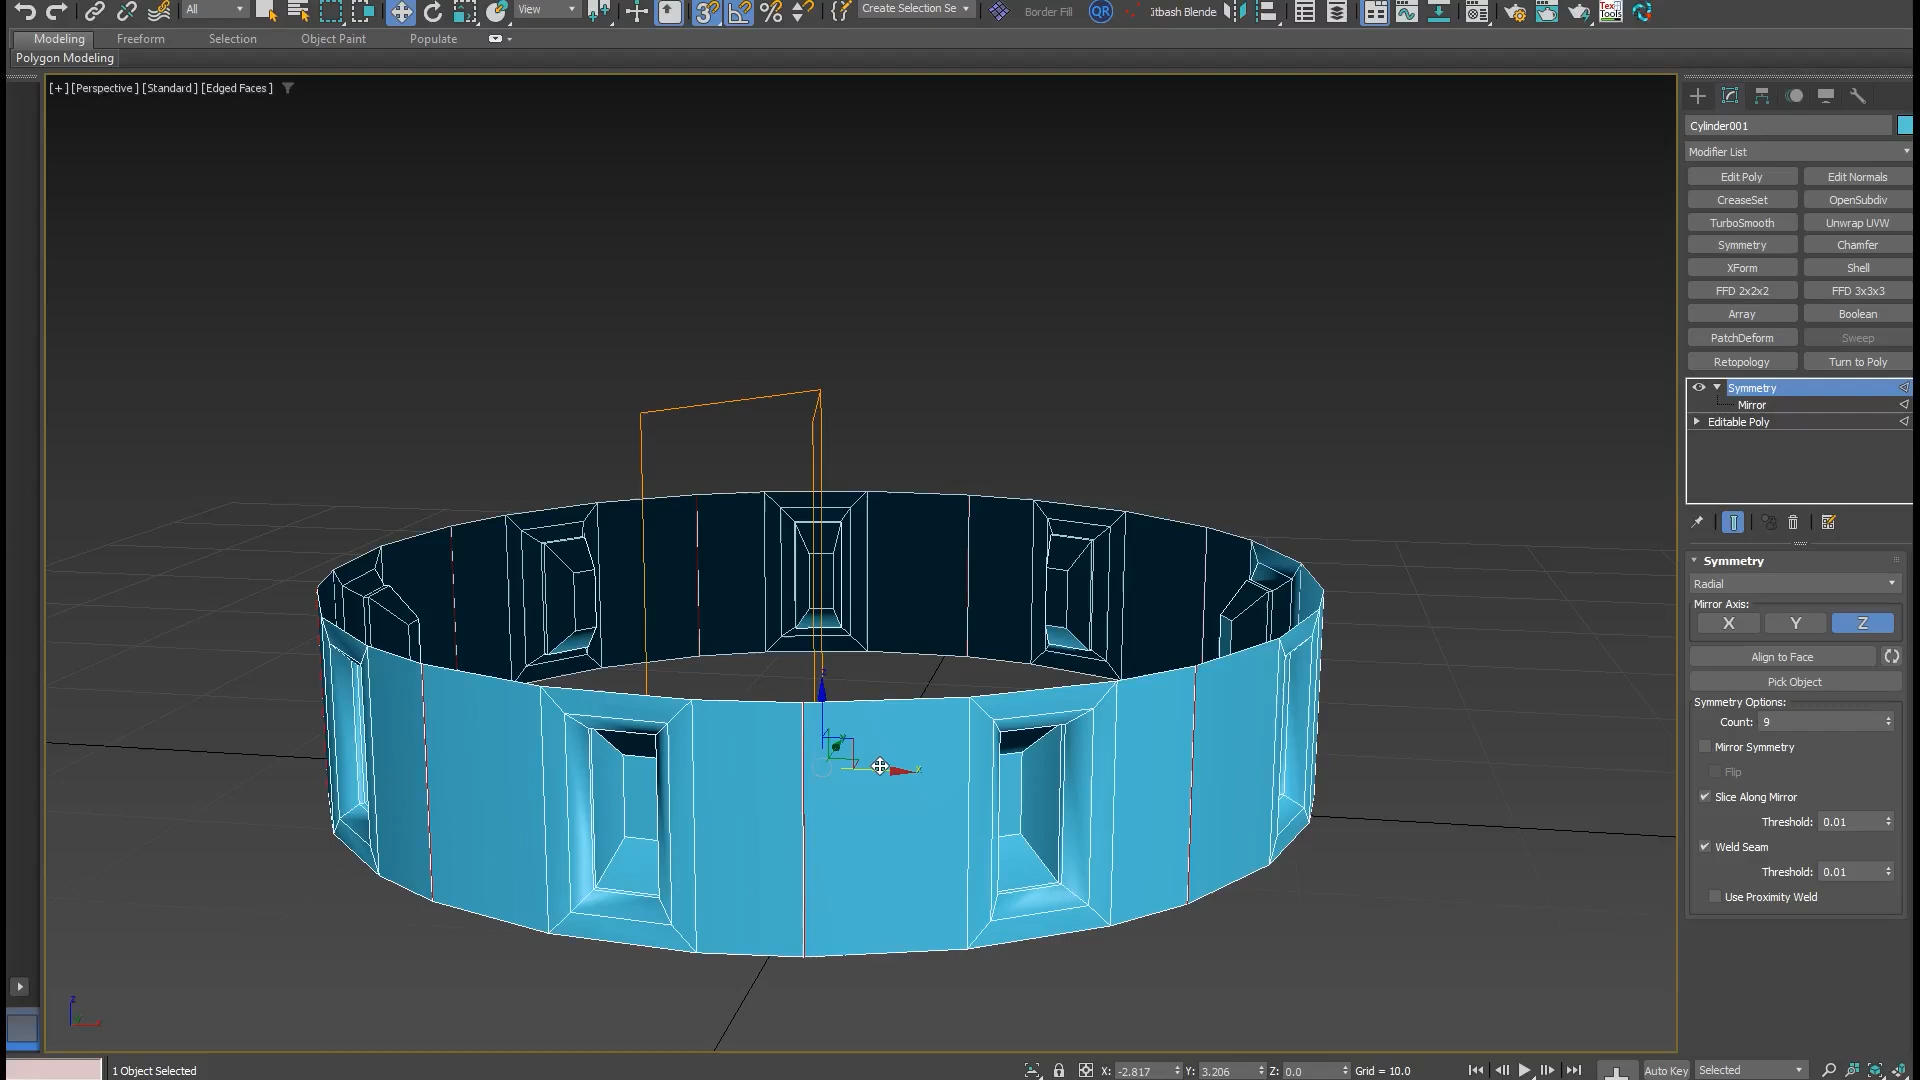 All
View
Create Selection Se
Border Fill
QR
Jtbash Blende
Tex
Tools
Modeling
Freeform
Selection
Object Paint
Populate
Polygon Modeling
[+] [Perspective ] [Standard ] [Edged Faces ]
Cylinder001
Modifier List
Edit Poly
Edit Normals
CreaseSet
OpenSubdiv
TurboSmooth
Unwrap UVW
Symmetry
Chamfer
XForm
Shell
FFD 2x2x2
FFD 3x3x3
Array
Boolean
PatchDeform
Sweep
Retopology
Turn to Poly
Symmetry
Mirror
Editable Poly
Symmetry
Radial
Mirror Axis:
X
Y
Z
Align to Face
Pick Object
Symmetry Options:
Count: 9
Mirror Symmetry
Flip
Slice Along Mirror
Threshold: 0.01
Weld Seam
Threshold: 0.01
Use Proximity Weld
z
x
1 Object Selected
X: -2.817
Y: 3.206
Z: 0.0
Grid = 10.0
Auto Key
Selected